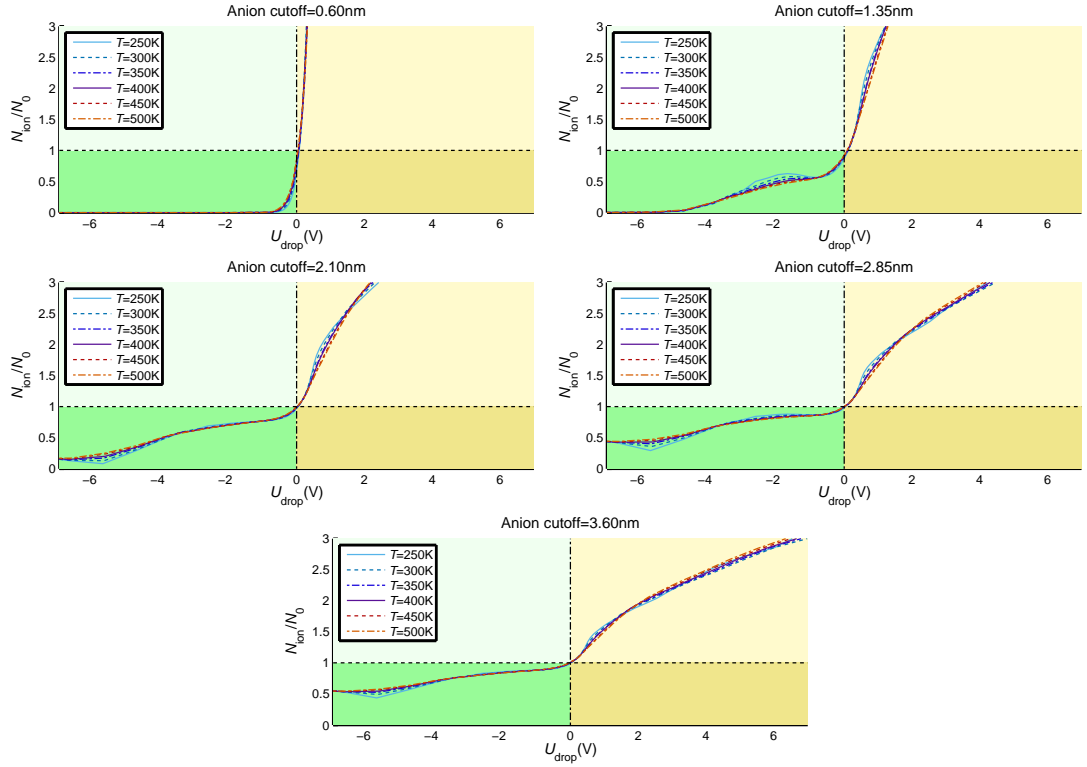 Anion cutoff=0.60nm
3
2.5
2
1.5
1
0.5
0
T=250K
T=300K
T=350K
T=400K
T=450K
T=500K
N_ion/N_0
−6 −4 −2 0 2 4 6
U_drop(V)
Anion cutoff=1.35nm
3
2.5
2
1.5
1
0.5
0
T=250K
T=300K
T=350K
T=400K
T=450K
T=500K
N_ion/N_0
−6 −4 −2 0 2 4 6
U_drop(V)
Anion cutoff=2.10nm
3
2.5
2
1.5
1
0.5
0
T=250K
T=300K
T=350K
T=400K
T=450K
T=500K
N_ion/N_0
−6 −4 −2 0 2 4 6
U_drop(V)
Anion cutoff=2.85nm
3
2.5
2
1.5
1
0.5
0
T=250K
T=300K
T=350K
T=400K
T=450K
T=500K
N_ion/N_0
−6 −4 −2 0 2 4 6
U_drop(V)
Anion cutoff=3.60nm
3
2.5
2
1.5
1
0.5
0
T=250K
T=300K
T=350K
T=400K
T=450K
T=500K
N_ion/N_0
−6 −4 −2 0 2 4 6
U_drop(V)